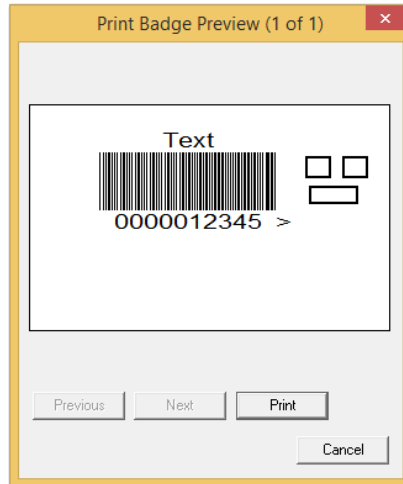 Print Badge Preview (1 of 1)
×
Text
0000012345 >
Previous
Next
Print
Cancel